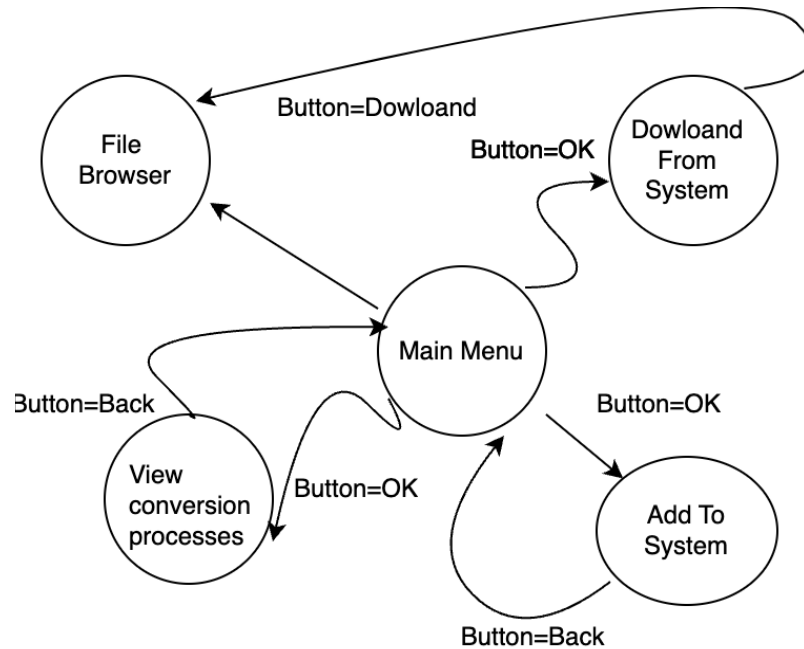 Button=Dowloand
File
Browser
Button=OK
Dowloand
From
System
Main Menu
Button=Back
Button=OK
View
conversion
processes
Button=OK
Add To
System
Button=Back